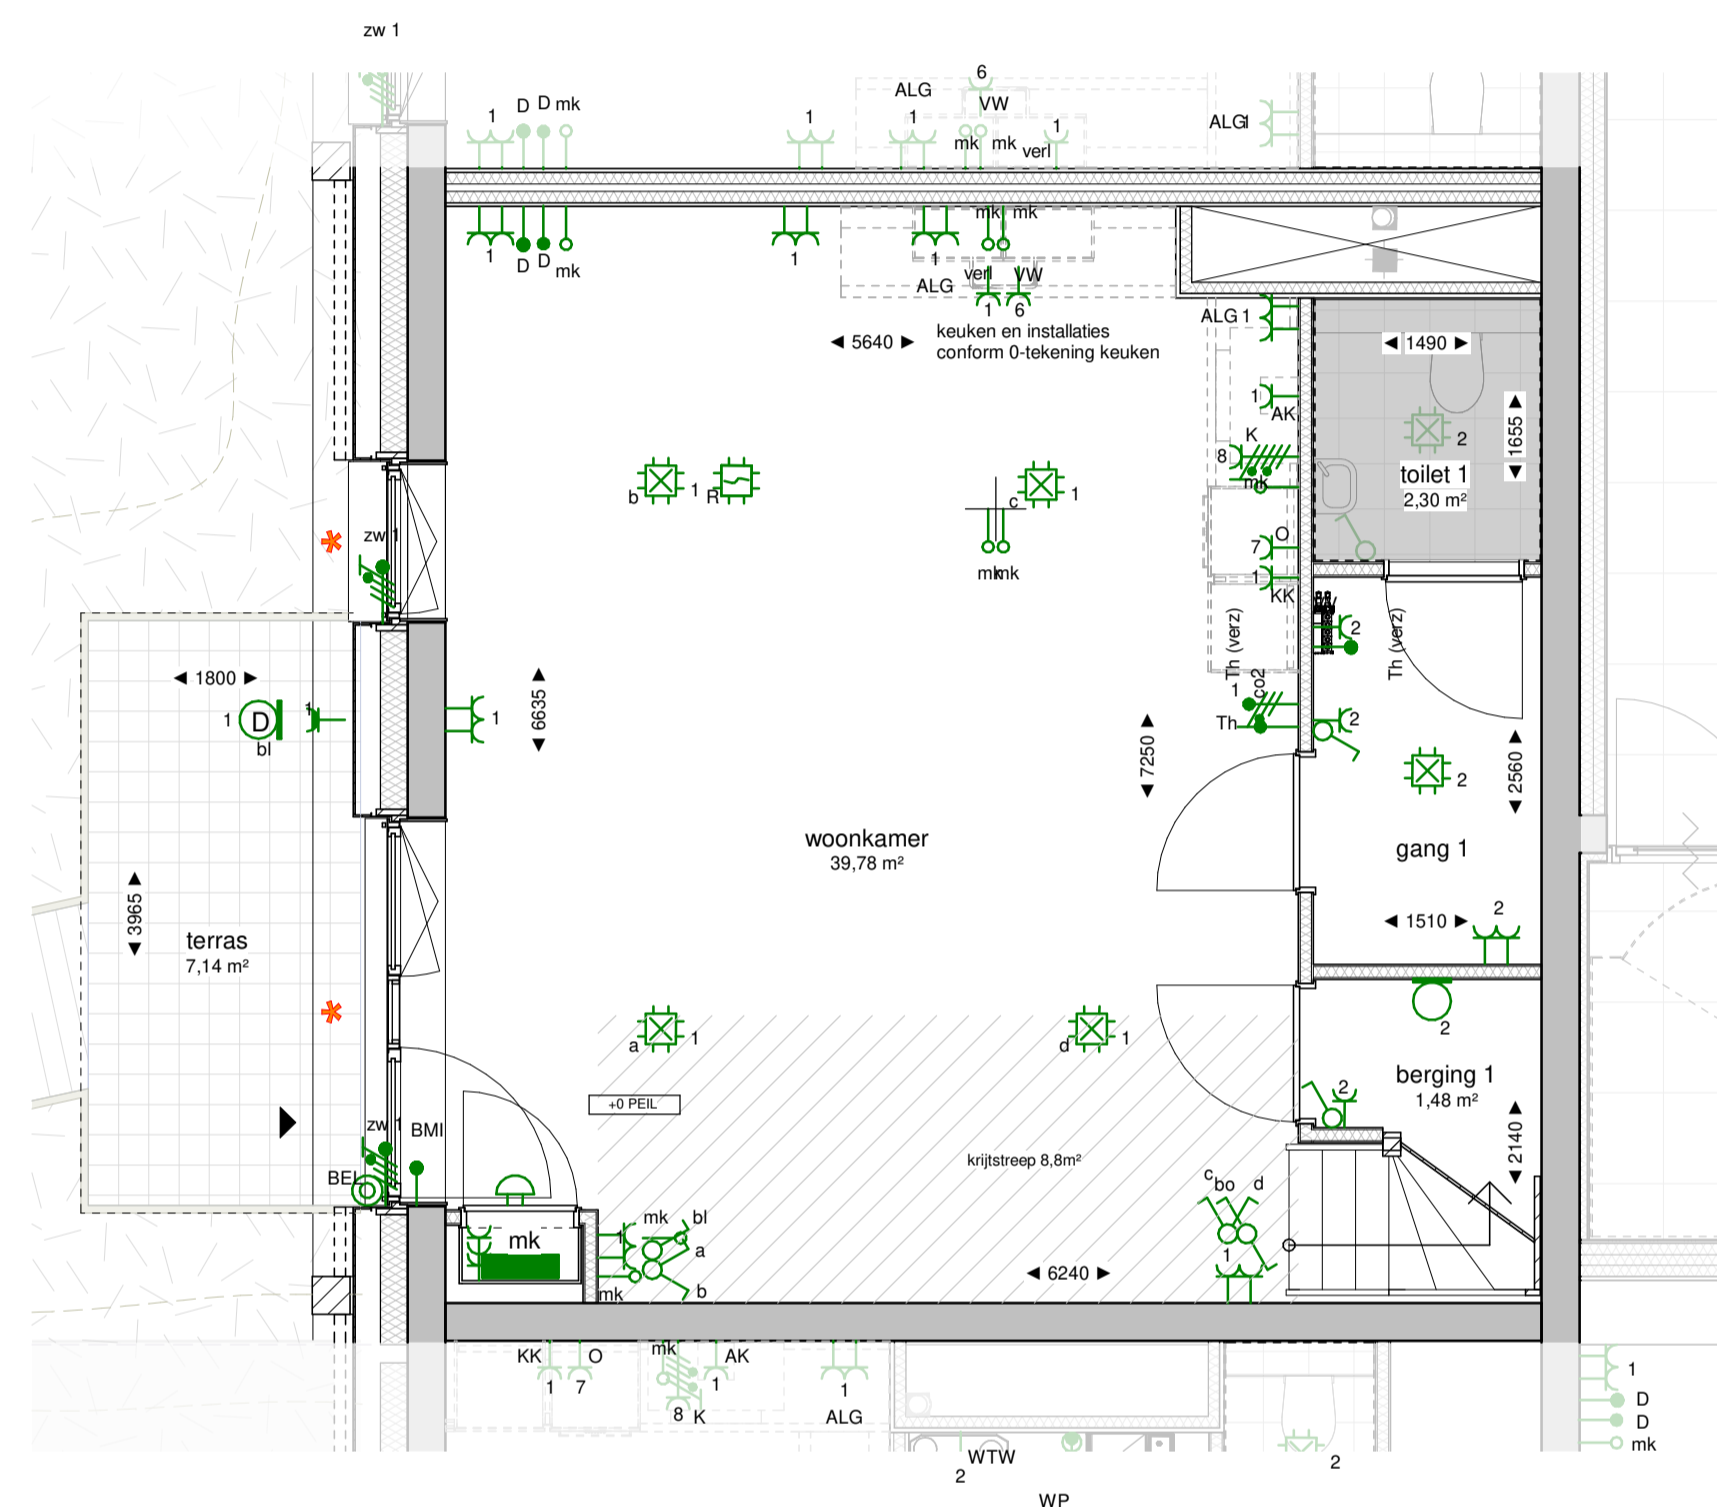 zw 1
6
ALG
VW
1
D
D
mk
1
1
mk
mk
verl
1
ALG
1
mk
mk
1
D
D
mk
1
1
verl
VW
ALG
1
6
ALG 1
keuken en installaties
conform 0-tekening keuken
5640
1490
1
AK
1655
K
8
mk
2
toilet 1
2,30 m²
b
1
R
c
1
zw 1
O
7
mk
mk
1
KK
Th (verz)
Th (verz)
2
1800
1
D
bl
1
1
6635
1
co2
Th
2
7250
2560
2
woonkamer
39,78 m²
gang 1
3965
terras
7,14 m²
2
1510
a
1
d
1
2
berging 1
1,48 m²
2
+0 PEIL
zw 1
BMI
2140
krijtstreep 8,8m²
BEL
c
bo
d
mk
bl
mk
1
a
b
mk
1
6240
KK
O
mk
AK
1
7
1
1
8
K
ALG
1
D
D
mk
WTW
2
2
WP